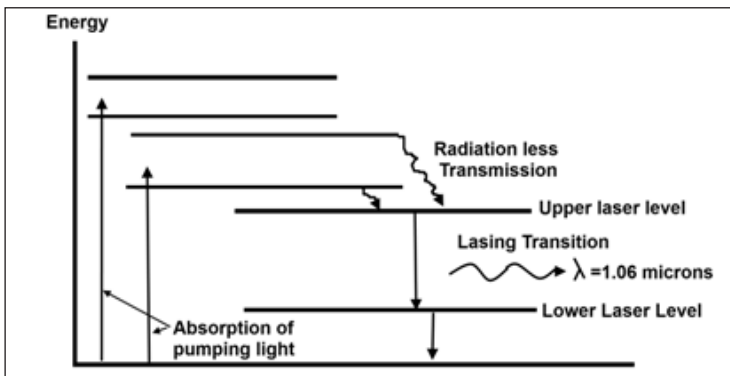 Energy
Radiation less
Transmission
Upper laser level
Lasing Transition
λ =1.06 microns
Lower Laser Level
Absorption of
pumping light